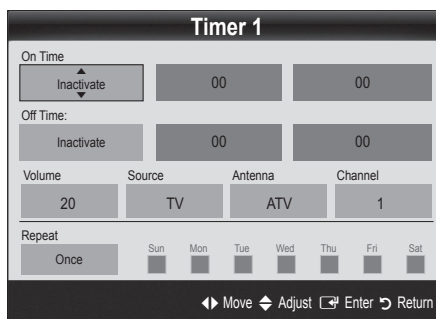 Timer 1
On Time
Inactivate 00 00
Off Time:
Inactivate 00 00
Volume Source Antenna Channel
20 TV ATV 1
Repeat
Sun Mon Tue Wed Thu Fri Sat
Once
Move Adjust Enter Return